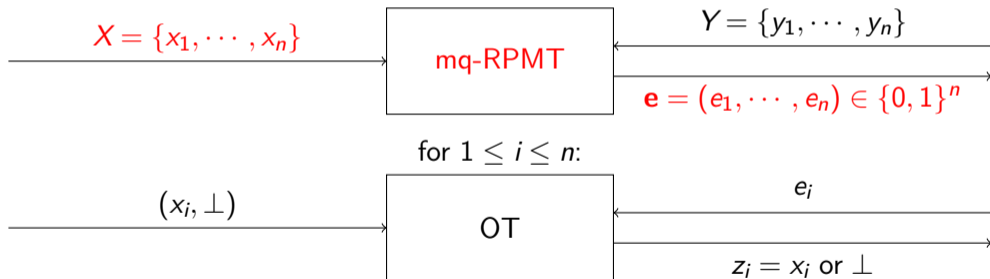 X = {x₁, ⋯ , xₙ}
mq-RPMT
Y = {y₁, ⋯ , yₙ}
𝐞 = (e₁, ⋯ , eₙ) ∈ {0, 1}ⁿ
for 1 ≤ i ≤ n:
(xᵢ, ⊥)
OT
eᵢ
zᵢ = xᵢ or ⊥